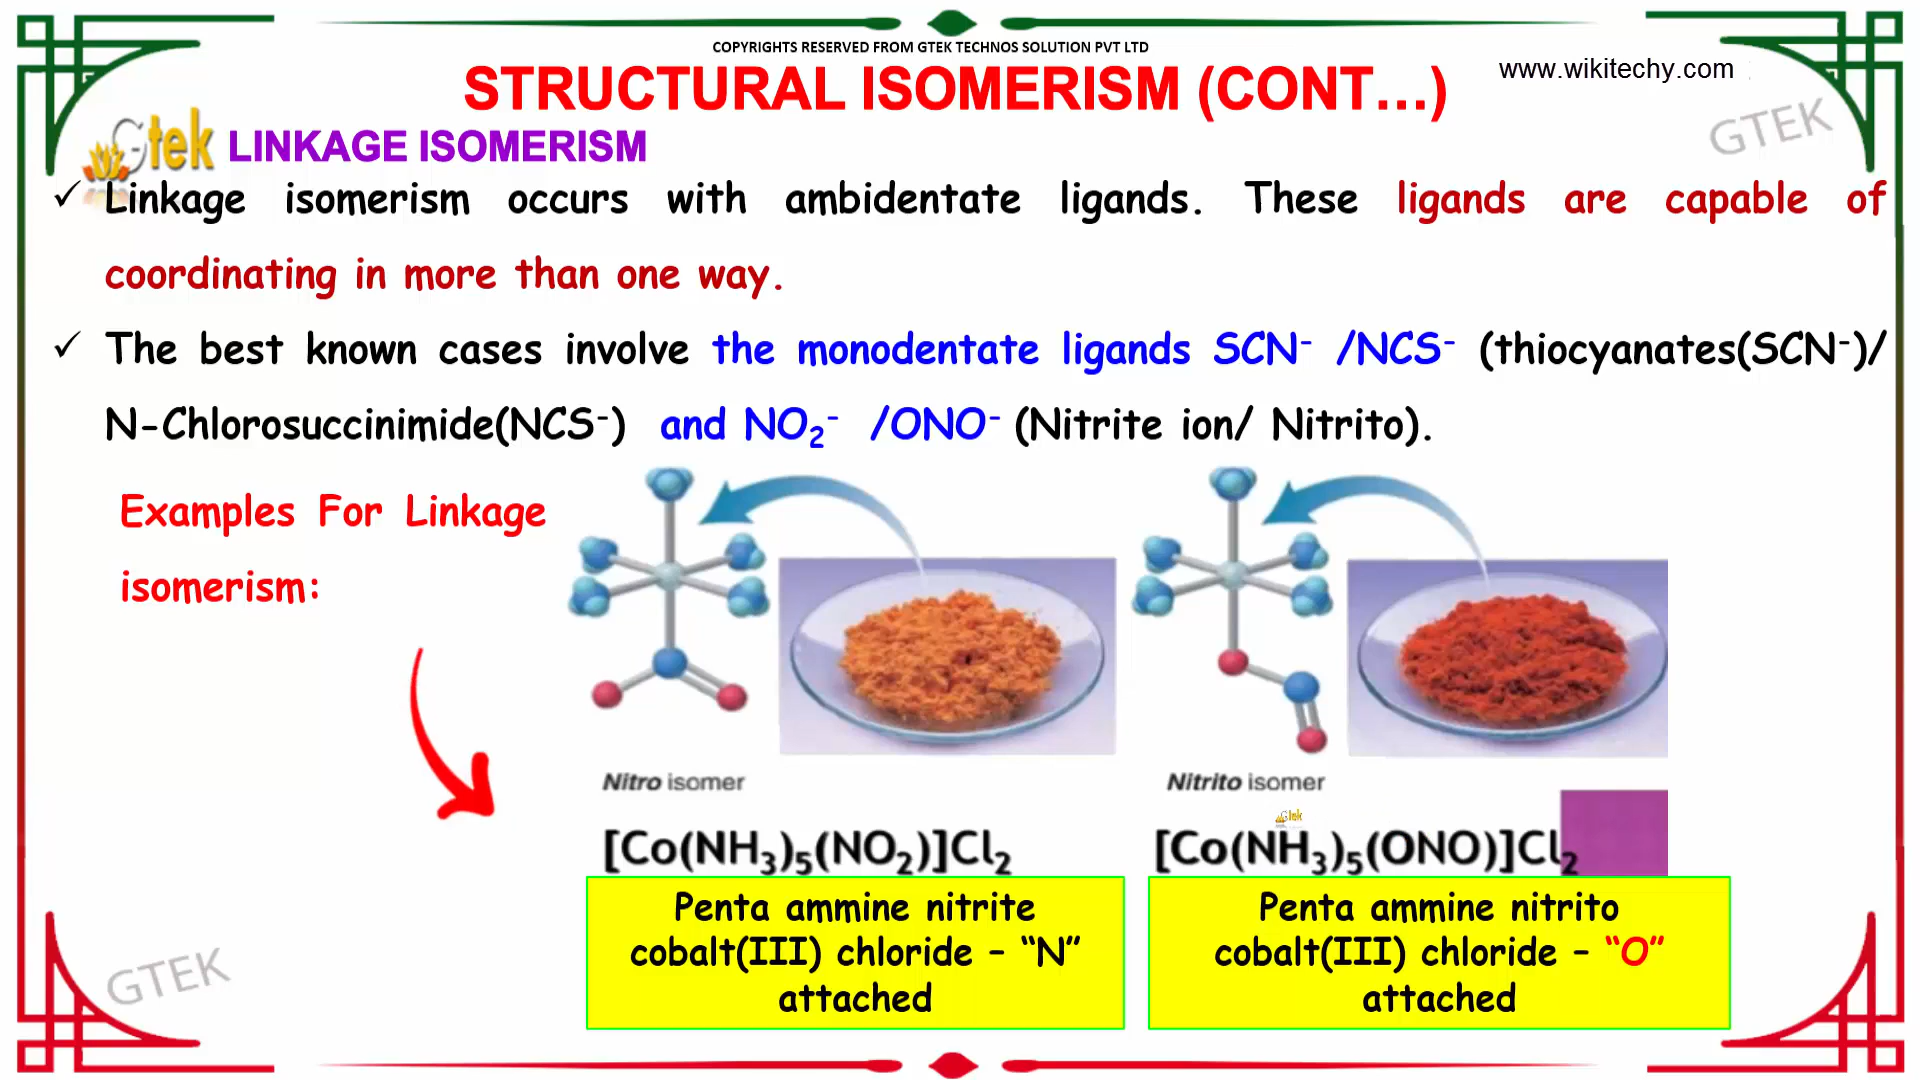 COPYRIGHTS RESERVED FROM GTEK TECHNOS SOLUTION PVT LTD
www.wikitechy.com
STRUCTURAL ISOMERISM (CONT...)
GTEK
Gtek
LINKAGE ISOMERISM
✓ Linkage isomerism occurs with ambidentate ligands. These ligands are capable of
coordinating in more than one way.
✓ The best known cases involve the monodentate ligands SCN⁻ /NCS⁻ (thiocyanates(SCN⁻)/
N-Chlorosuccinimide(NCS⁻) and NO₂⁻ /ONO⁻ (Nitrite ion/ Nitrito).
Examples For Linkage
isomerism:
Nitro isomer
Nitrito isomer
Gtek
[Co(NH₃)₅(NO₂)]Cl₂
[Co(NH₃)₅(ONO)]Cl₂
Penta ammine nitrite
cobalt(III) chloride – “N”
attached
Penta ammine nitrito
cobalt(III) chloride – “O”
attached
GTEK